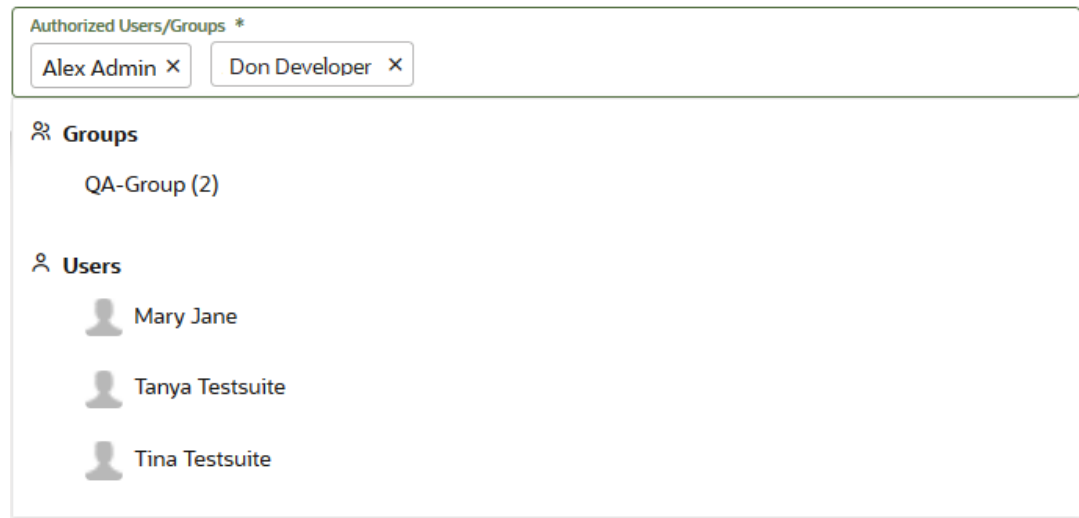 Authorized Users/Groups *
Alex Admin × Don Developer ×
Groups
QA-Group (2)
Users
Mary Jane
Tanya Testsuite
Tina Testsuite